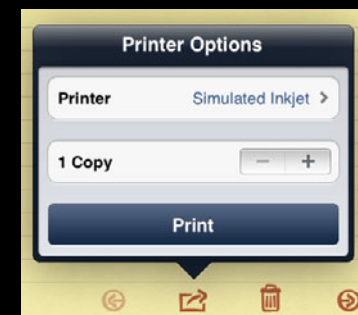 Printer Options
Printer Simulated Inkjet >
1 Copy − +
Print